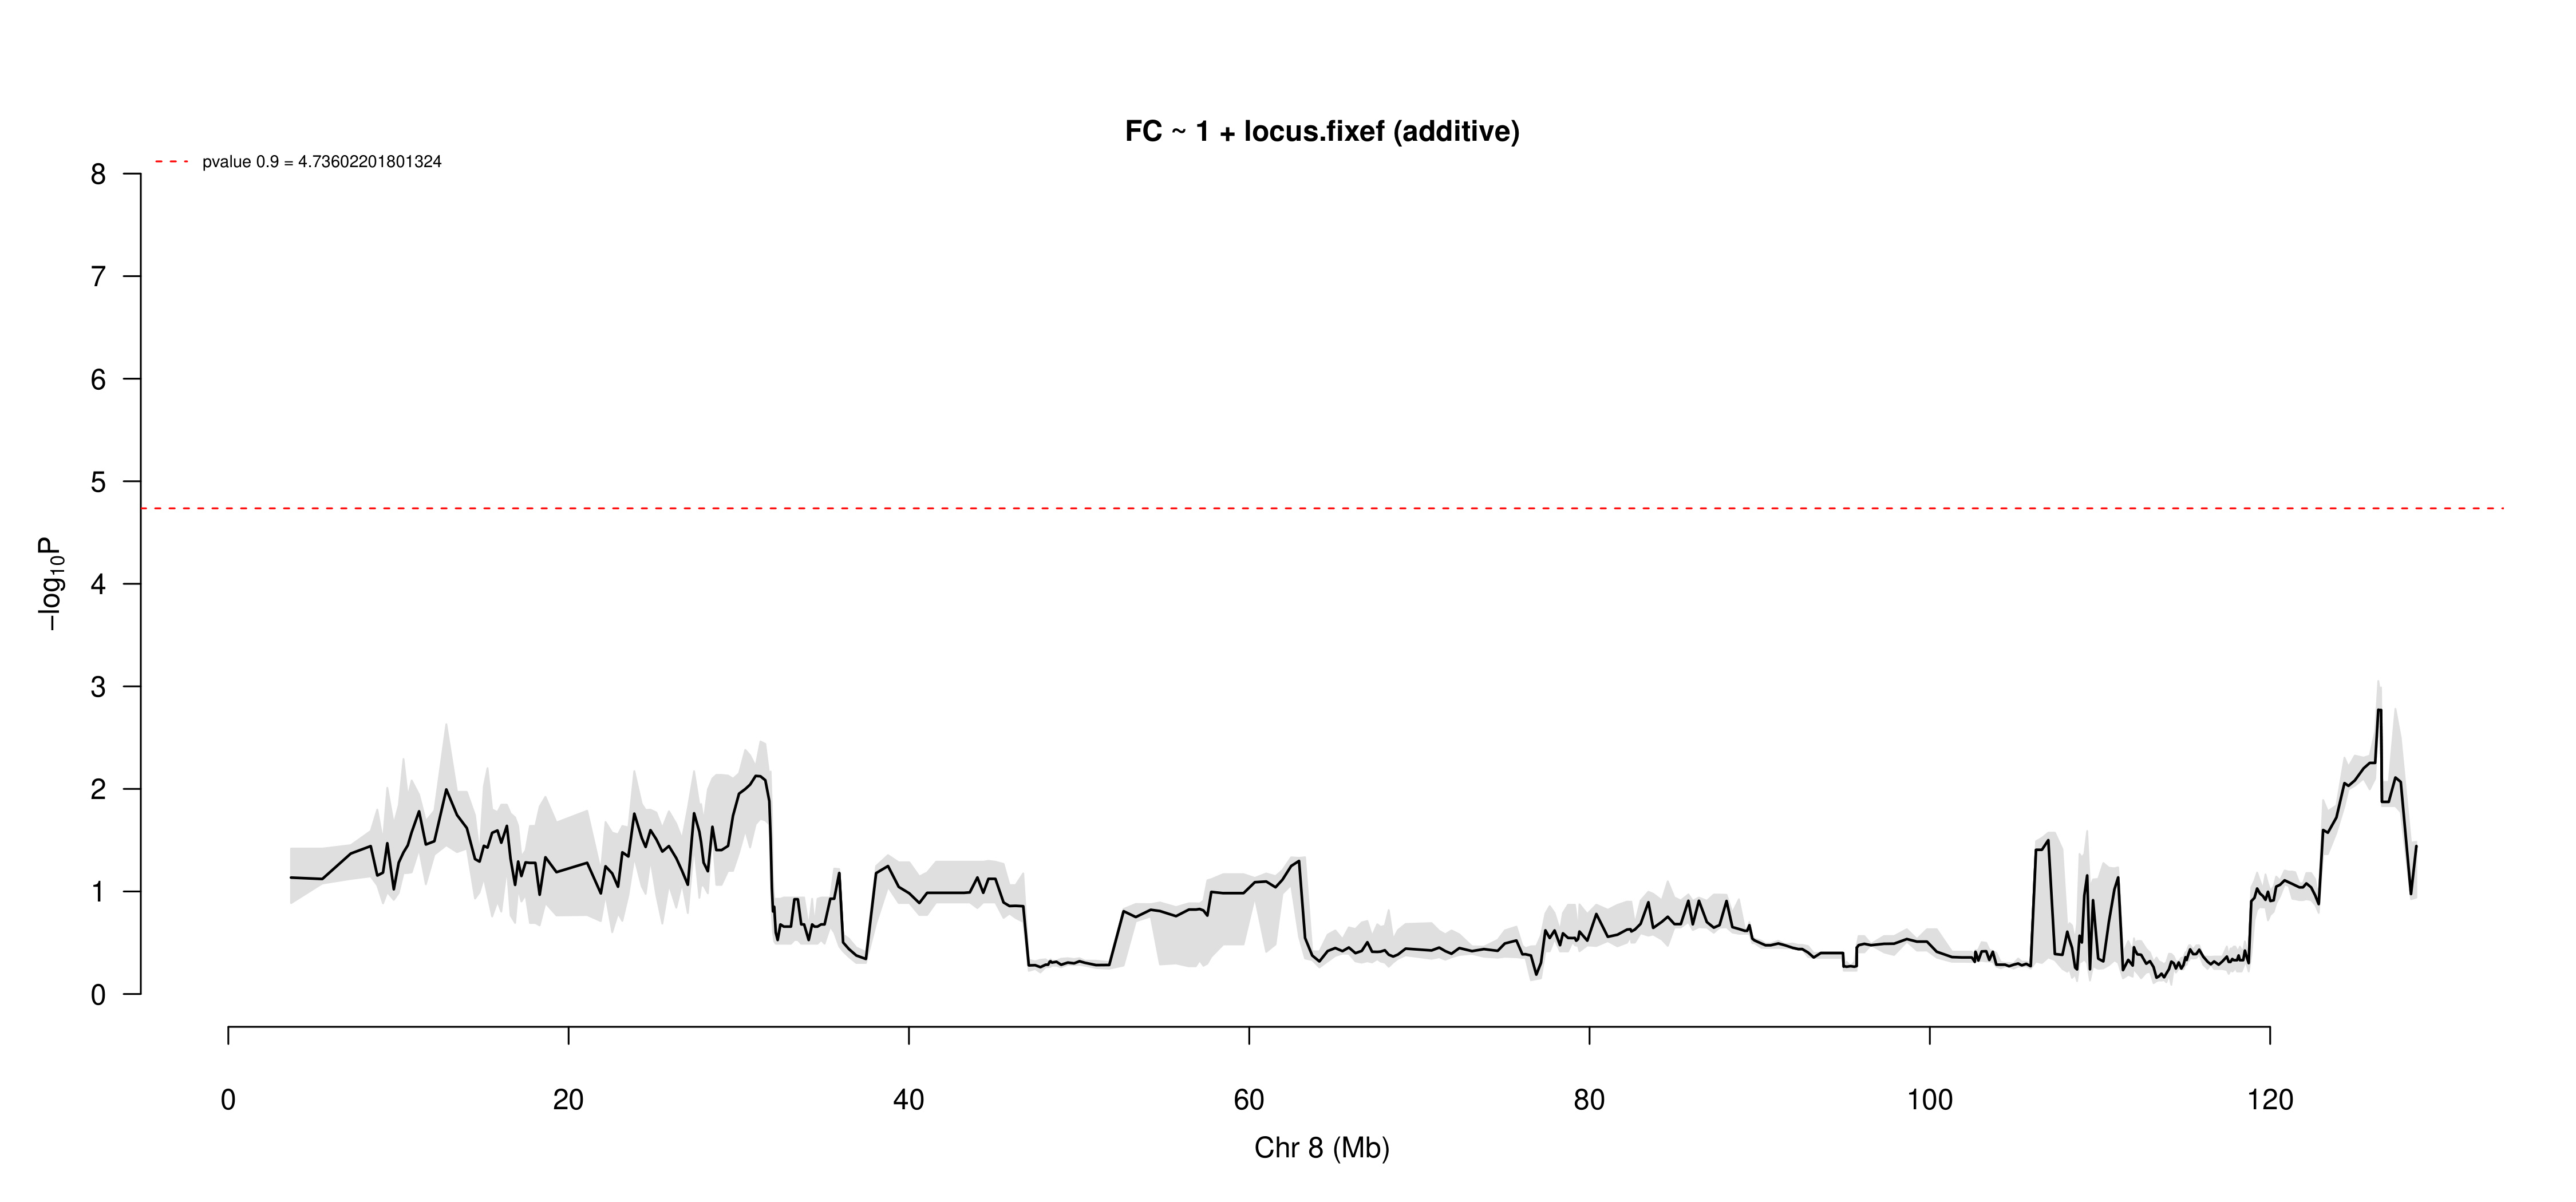 FC ~ 1 + locus.fixef (additive)
pvalue 0.9 = 4.73602201801324
8
7
6
5
4
3
2
1
0
−log10P
0 20 40 60 80 100 120
Chr 8 (Mb)